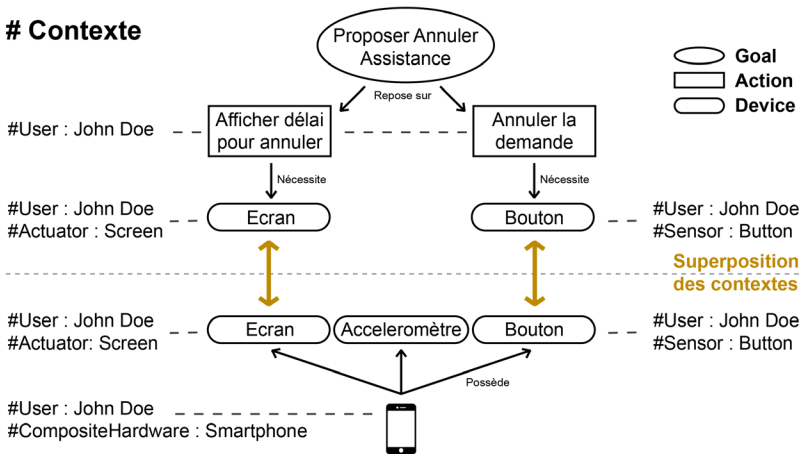 # Contexte
Proposer Annuler
Assistance
Goal
Action
Device
Repose sur
#User : John Doe
Afficher délai
pour annuler
Annuler la
demande
Nécessite
Nécessite
#User : John Doe
#Actuator : Screen
Ecran
Bouton
#User : John Doe
#Sensor : Button
Superposition
des contextes
#User : John Doe
#Actuator: Screen
Ecran
Acceleromètre
Bouton
#User : John Doe
#Sensor : Button
Possède
#User : John Doe
#CompositeHardware : Smartphone